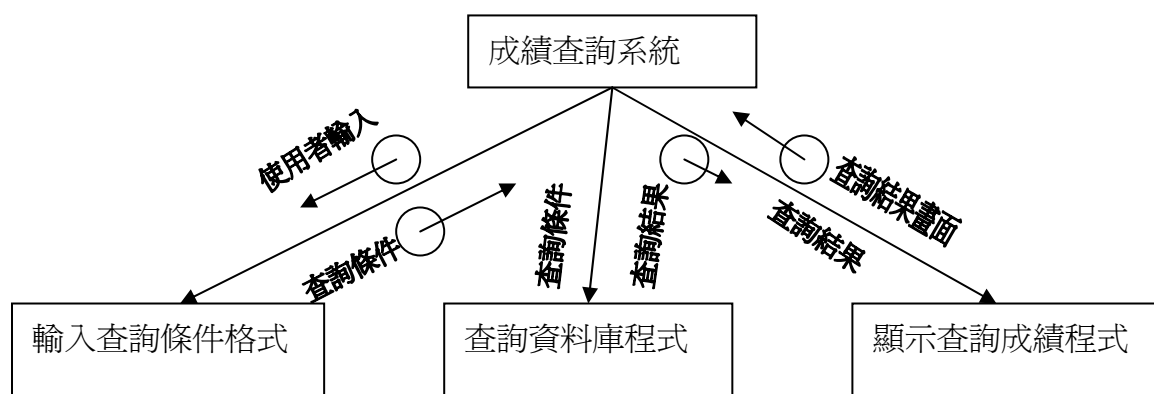 成績查詢系統
使用者輸入
查詢條件
查詢條件
查詢結果
查詢結果
查詢結果畫面
輸入查詢條件格式
查詢資料庫程式
顯示查詢成績程式